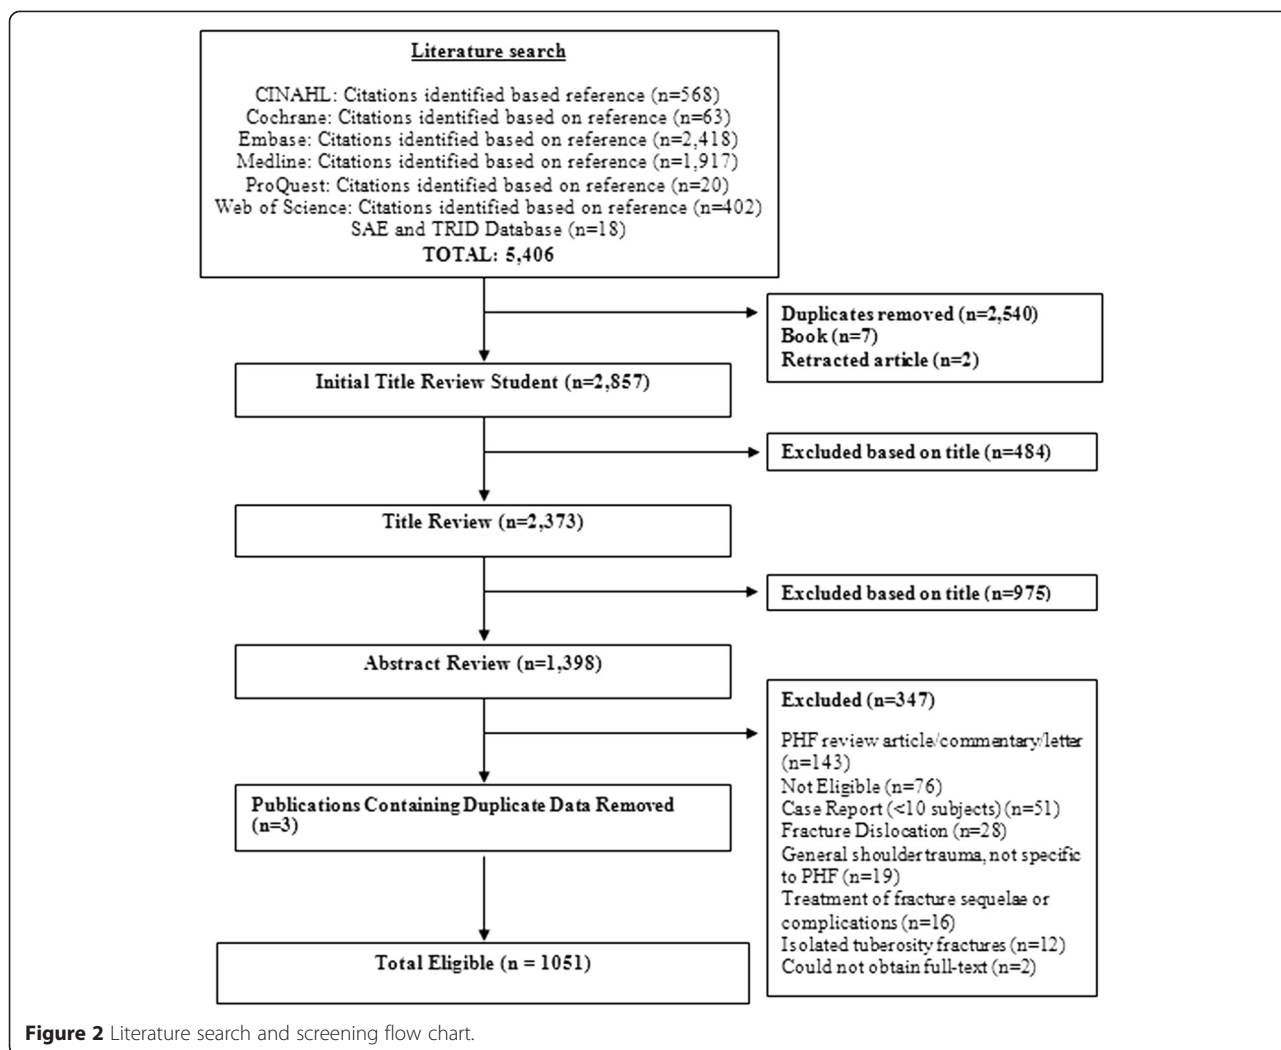 Literature search
CINAHL: Citations identified based reference (n=568)
Cochrane: Citations identified based on reference (n=63)
Embase: Citations identified based on reference (n=2,418)
Medline: Citations identified based on reference (n=1,917)
ProQuest: Citations identified based on reference (n=20)
Web of Science: Citations identified based on reference (n=402)
SAE and TRID Database (n=18)
TOTAL: 5,406
Duplicates removed (n=2,540)
Book (n=7)
Retracted article (n=2)
Initial Title Review Student (n=2,857)
Excluded based on title (n=484)
Title Review (n=2,373)
Excluded based on title (n=975)
Abstract Review (n=1,398)
Excluded (n=347)
PHF review article/commentary/letter
(n=143)
Not Eligible (n=76)
Case Report (<10 subjects) (n=51)
Fracture Dislocation (n=28)
General shoulder trauma, not specific
to PHF (n=19)
Treatment of fracture sequelae or
complications (n=16)
Isolated tuberosity fractures (n=12)
Could not obtain full-text (n=2)
Publications Containing Duplicate Data Removed
(n=3)
Total Eligible (n = 1051)
Figure 2 Literature search and screening flow chart.